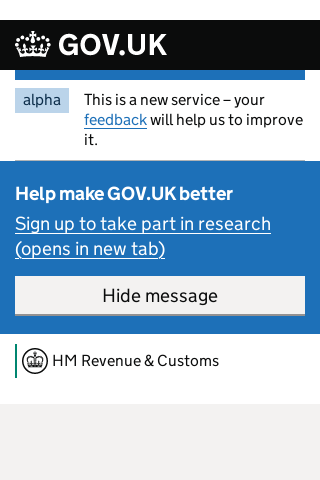 GOV.UK
alpha
This is a new service – your
feedback will help us to improve
it.
Help make GOV.UK better
Sign up to take part in research
(opens in new tab)
Hide message
HM Revenue & Customs